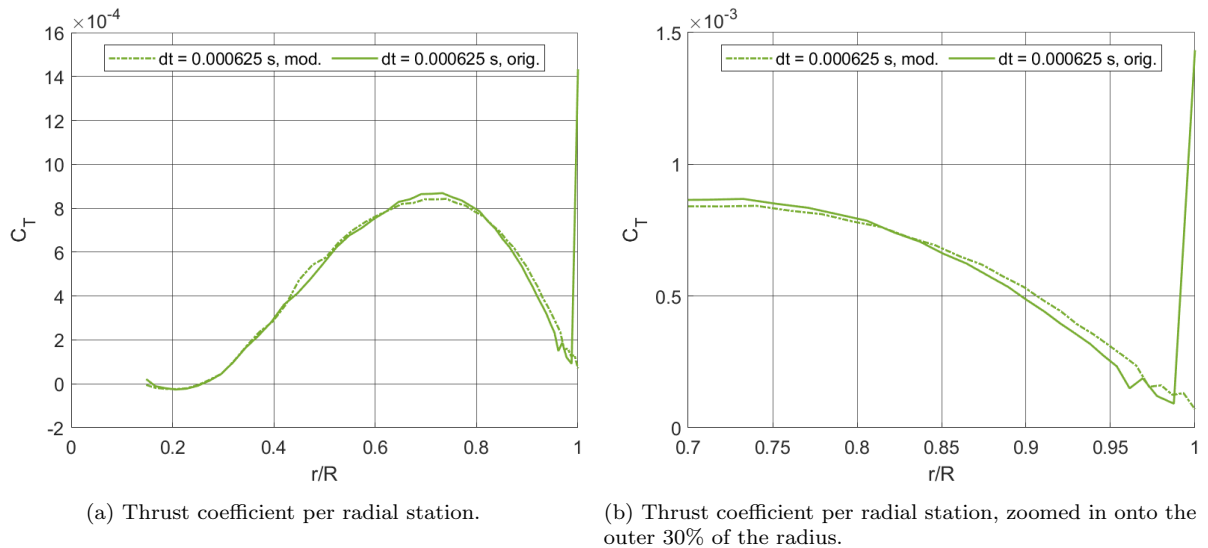 ×10⁻⁴
16
14
12
10
8
6
4
2
0
-2
C_T
0
0.2
0.4
0.6
0.8
1
r/R
dt = 0.000625 s, mod.
dt = 0.000625 s, orig.
(a) Thrust coefficient per radial station.
×10⁻³
1.5
1
0.5
0
C_T
0.7
0.75
0.8
0.85
0.9
0.95
1
r/R
dt = 0.000625 s, mod.
dt = 0.000625 s, orig.
(b) Thrust coefficient per radial station, zoomed in onto the
outer 30% of the radius.